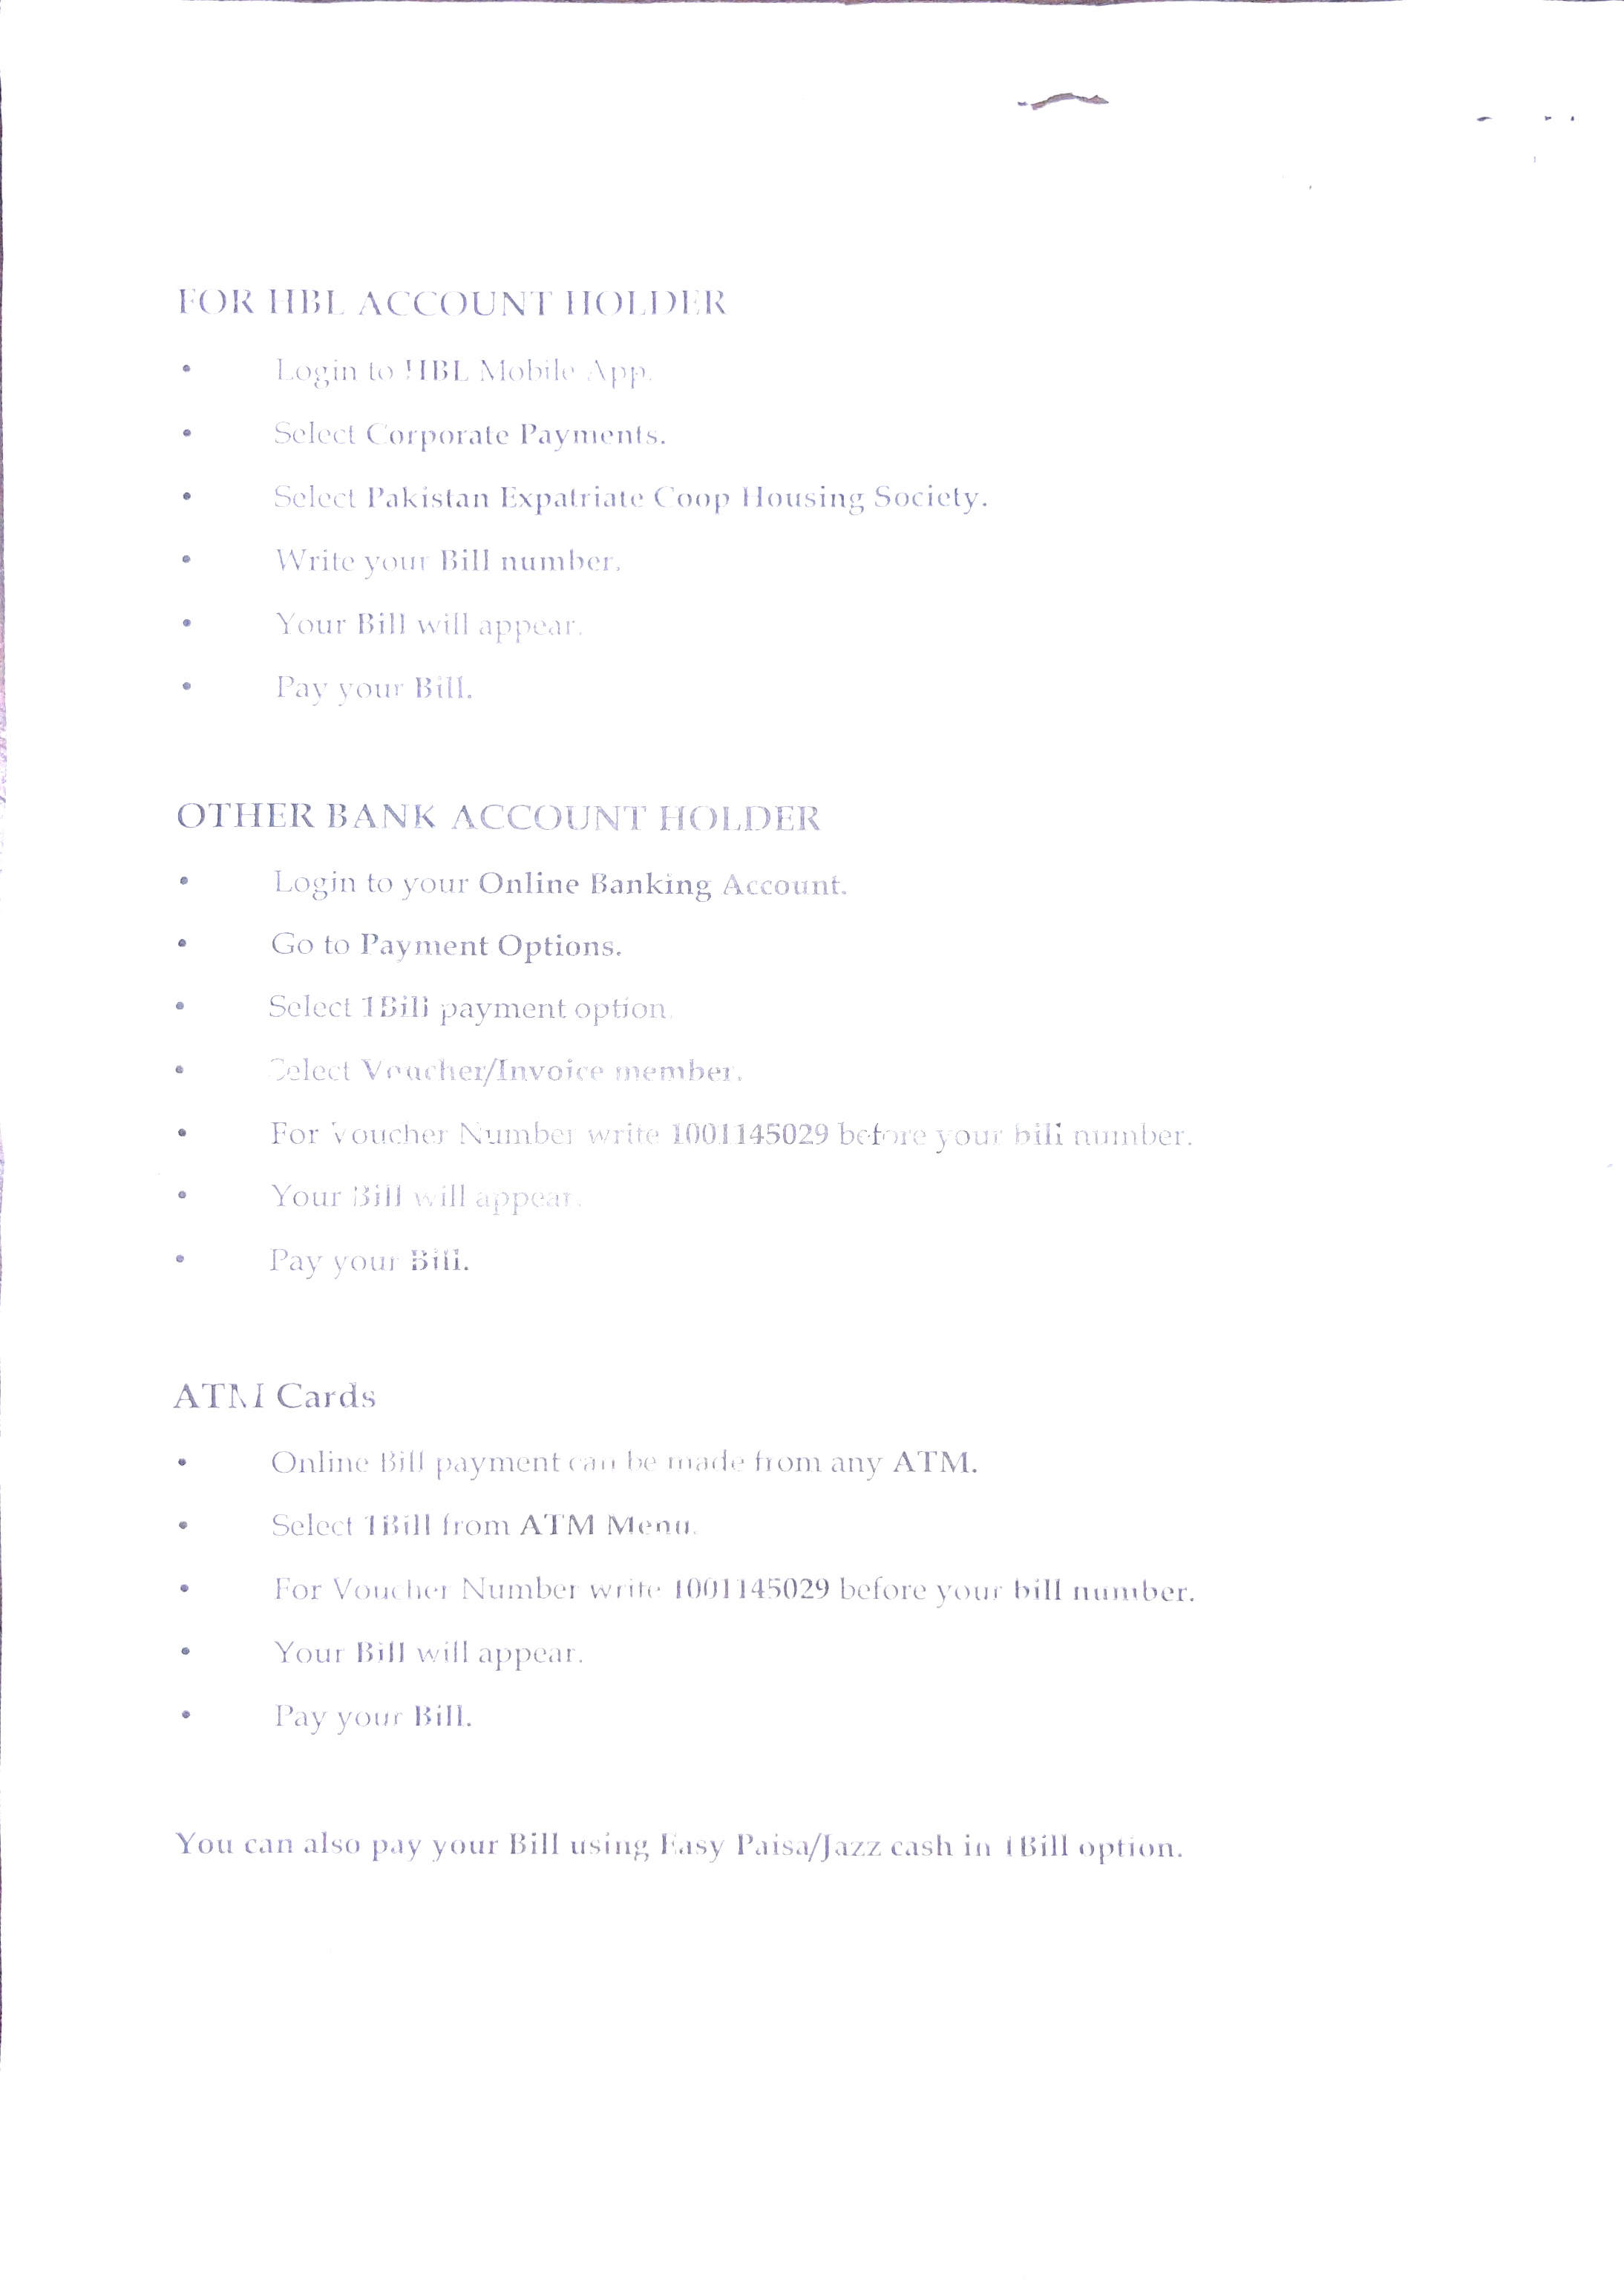 FOR HBL ACCOUNT HOLDER
• Login to HBL Mobile App.
• Select Corporate Payments.
• Select Pakistan Expatriate Coop Housing Society.
• Write your Bill number.
• Your Bill will appear.
• Pay your Bill.
OTHER BANK ACCOUNT HOLDER
• Login to your Online Banking Account.
• Go to Payment Options.
• Select 1Bill payment option.
• Select Voucher/Invoice member.
• For Voucher Number write 1001145029 before your bill number.
• Your Bill will appear.
• Pay your Bill.
ATM Cards
• Online Bill payment can be made from any ATM.
• Select 1Bill from ATM Menu.
• For Voucher Number write 1001145029 before your bill number.
• Your Bill will appear.
• Pay your Bill.
You can also pay your Bill using Easy Paisa/Jazz cash in 1Bill option.